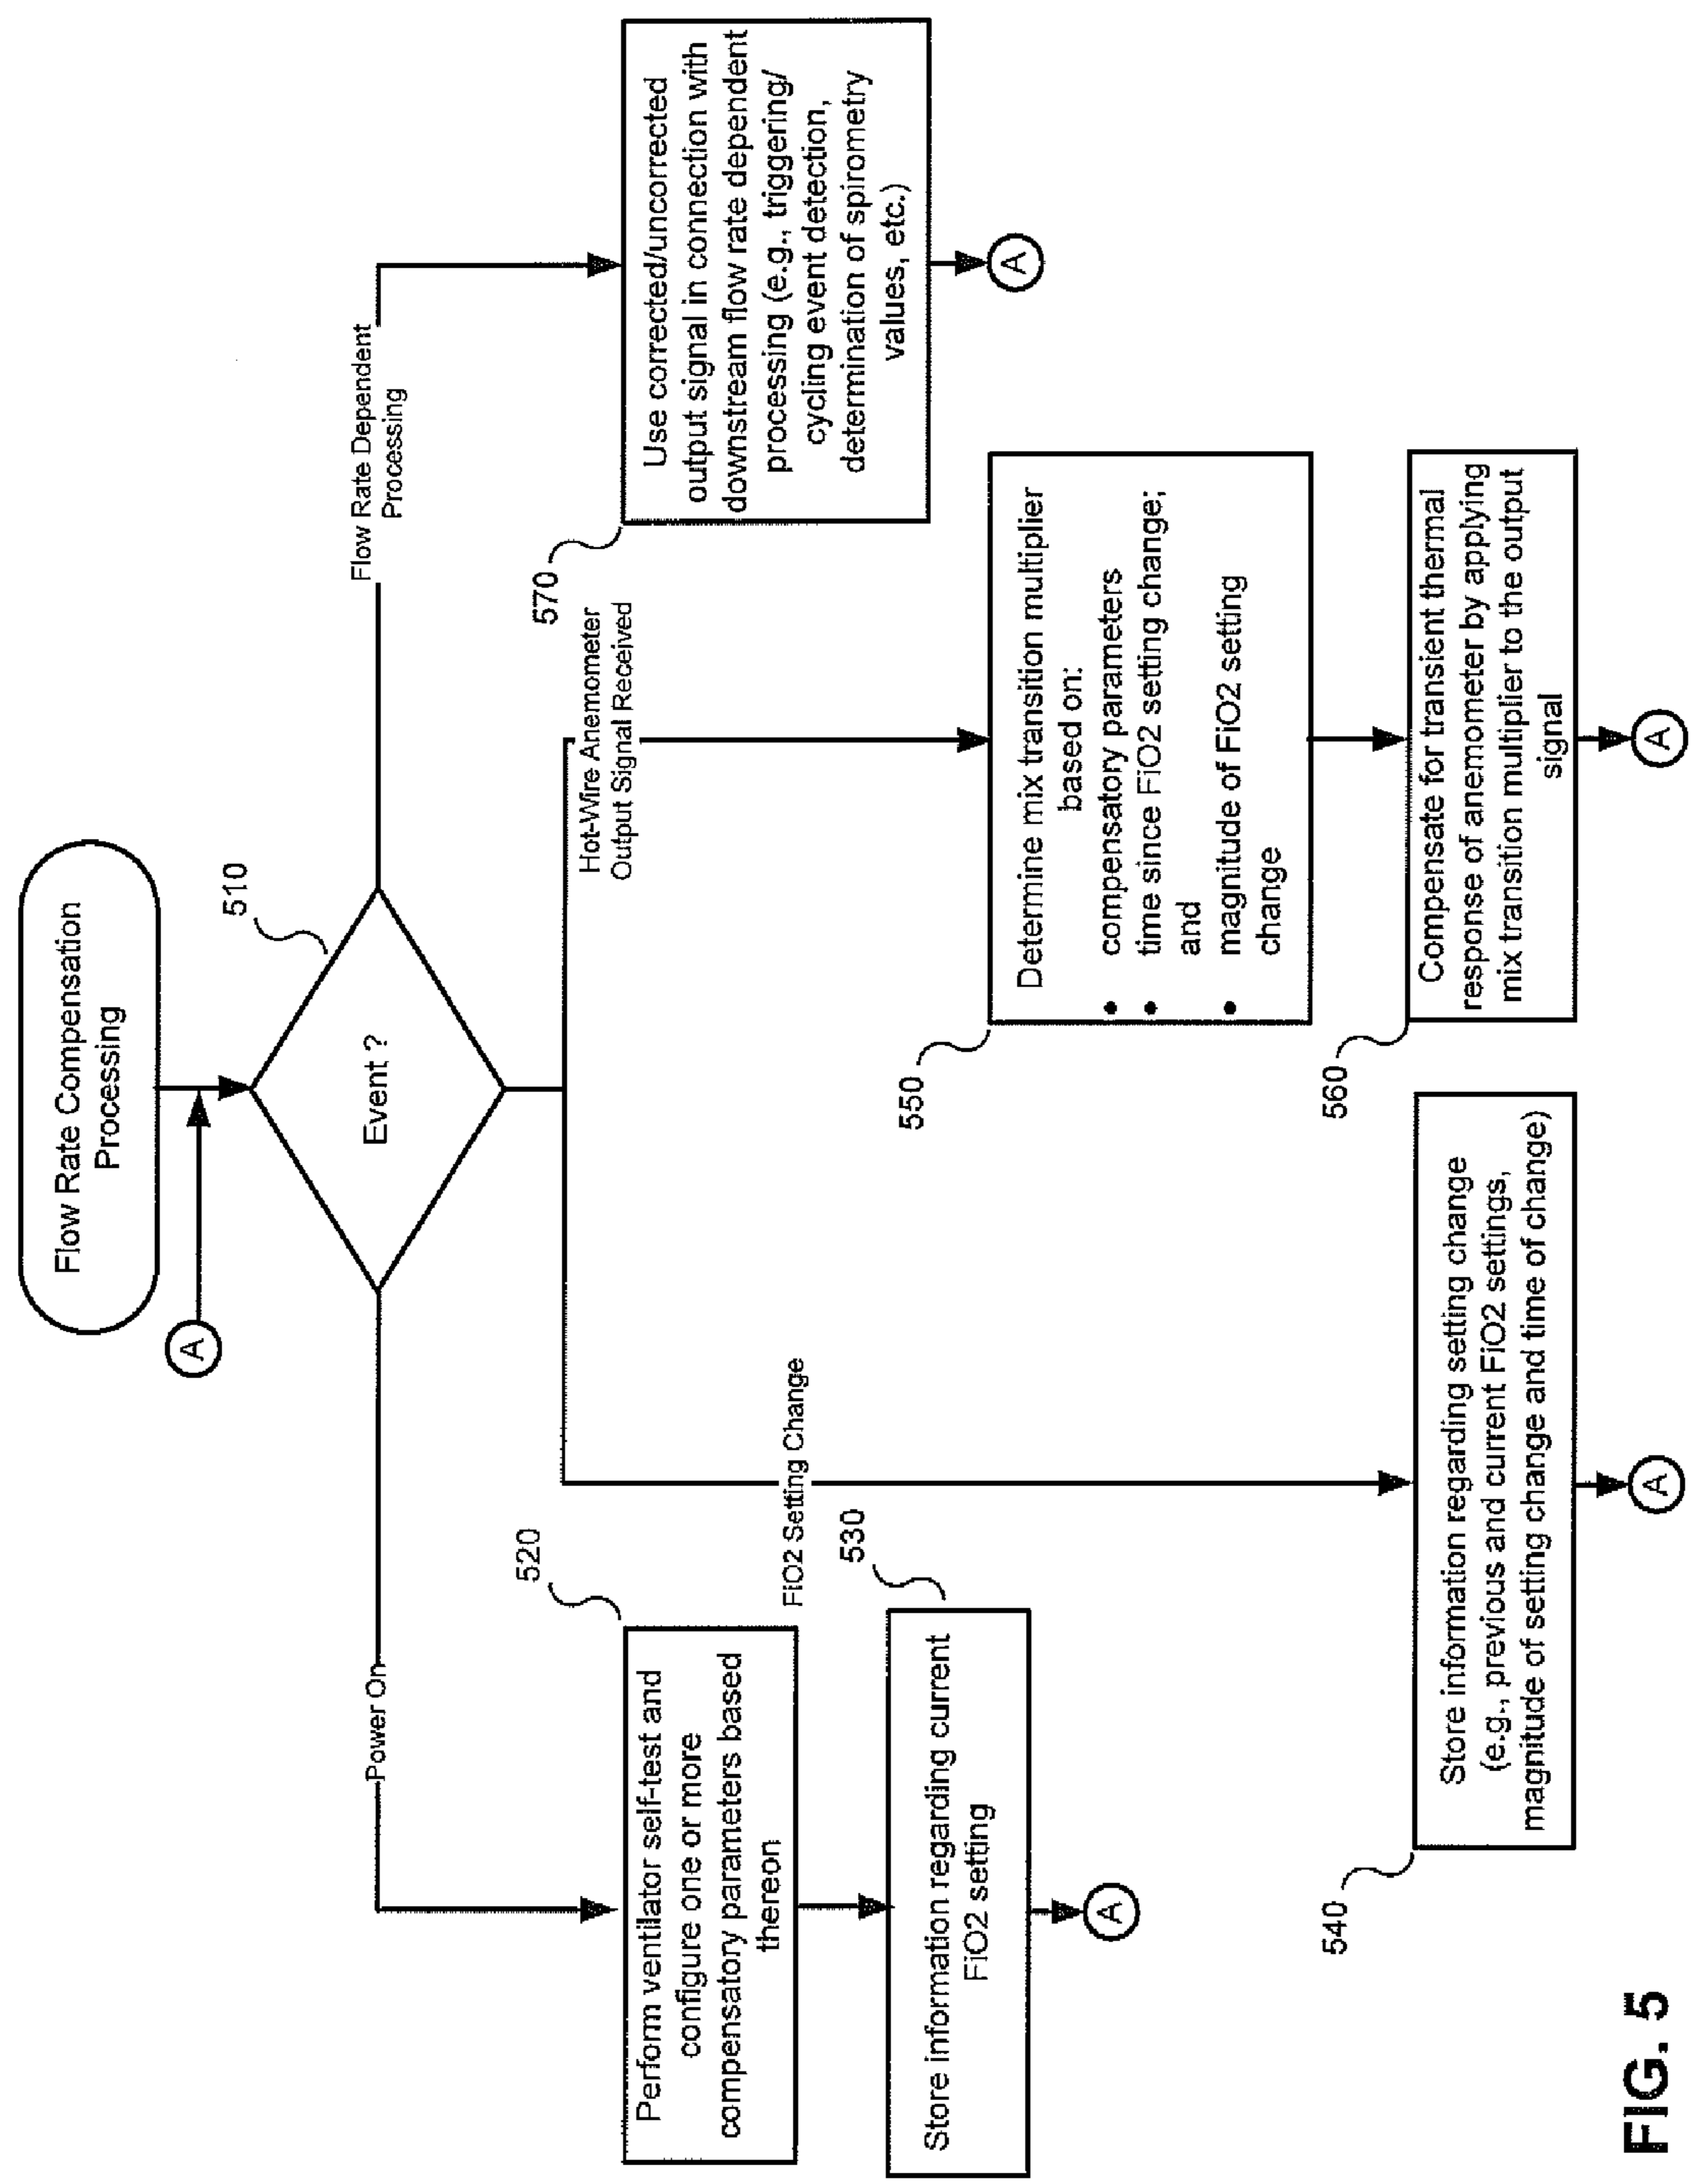 Flow Rate Compensation
Processing
A
510
Event ?
Power On
Flow Rate Dependent
Processing
520
Perform ventilator self-test and
configure one or more
compensatory parameters based
thereon
530
Store information regarding current
FiO2 setting
A
FiO2 Setting Change
540
Store information regarding setting change
(e.g., previous and current FiO2 settings,
magnitude of setting change and time of change)
A
Hot-Wire Anemometer
Output Signal Received
550
Determine mix transition multiplier
based on:
• compensatory parameters
• time since FiO2 setting change;
and
• magnitude of FiO2 setting
change
560
Compensate for transient thermal
response of anemometer by applying
mix transition multiplier to the output
signal
A
570
Use corrected/uncorrected
output signal in connection with
downstream flow rate dependent
processing (e.g., triggering/
cycling event detection,
determination of spirometry
values, etc.)
A
FIG. 5